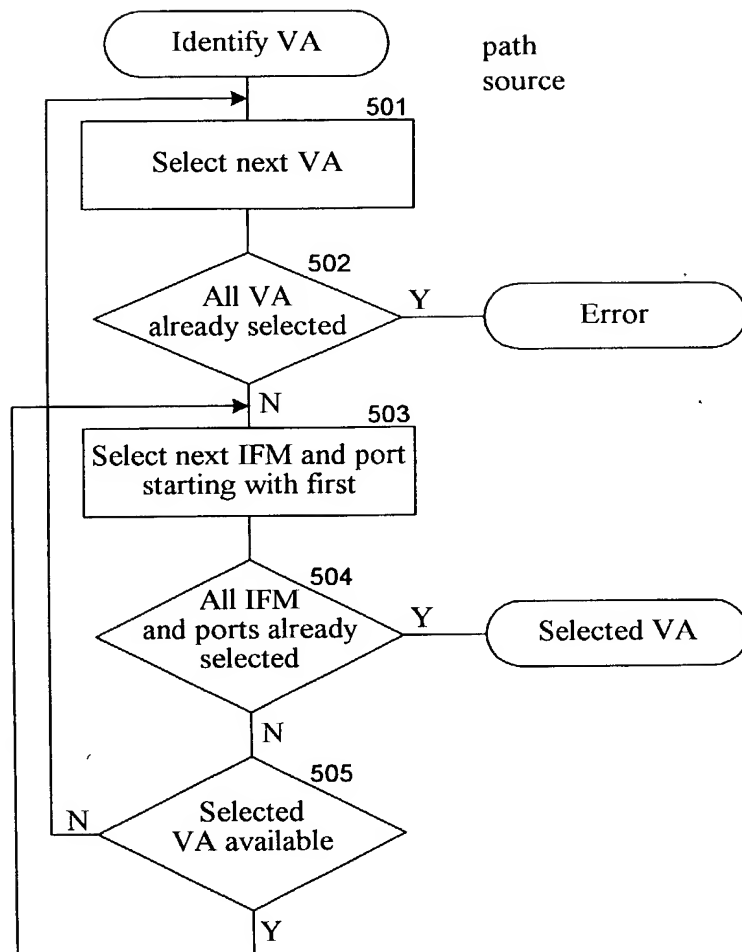 Identify VA
path
source
501
Select next VA
502
All VA
already selected
Y
Error
N
503
Select next IFM and port
starting with first
504
All IFM
and ports already
selected
Y
Selected VA
N
505
Selected
VA available
N
Y